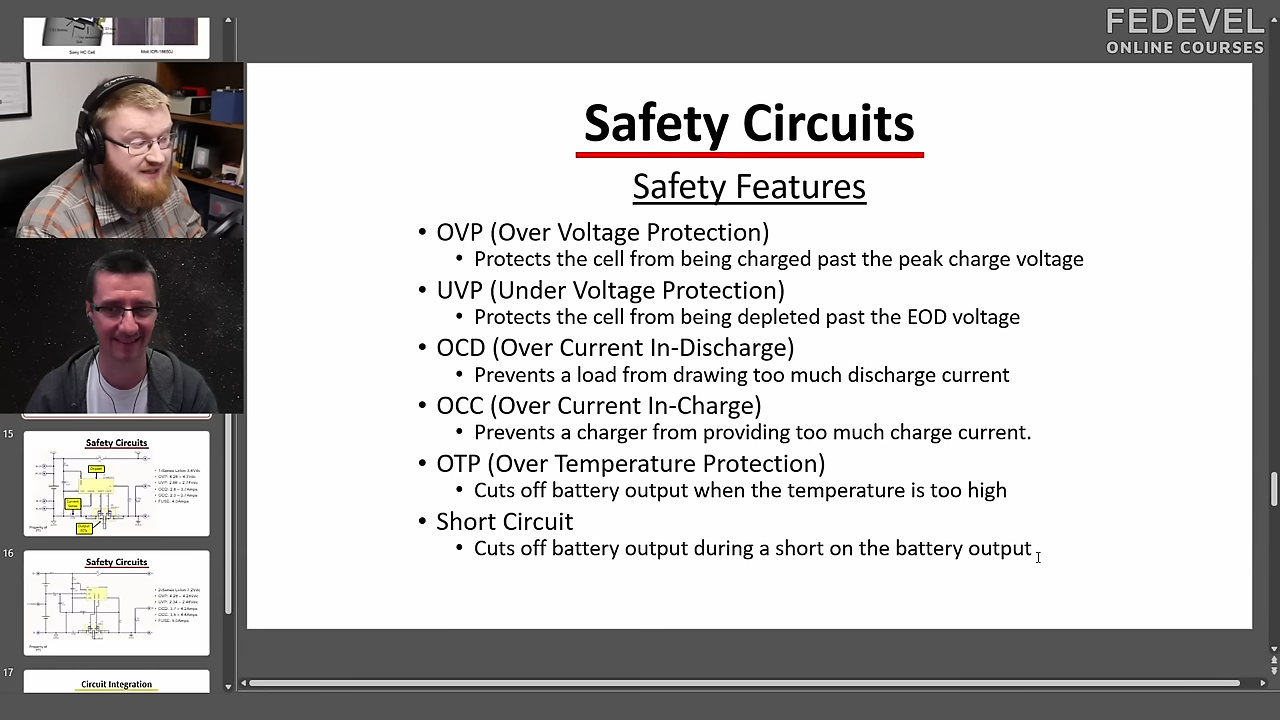 FEDEVEL
ONLINE COURSES
Sony HC Cell
Safety Circuits
Safety Features
• OVP (Over Voltage Protection)
• Protects the cell from being charged past the peak charge voltage
• UVP (Under Voltage Protection)
• Protects the cell from being depleted past the EOD voltage
• OCD (Over Current In-Discharge)
• Prevents a load from drawing too much discharge current
• OCC (Over Current In-Charge)
• Prevents a charger from providing too much charge current.
• OTP (Over Temperature Protection)
• Cuts off battery output when the temperature is too high
• Short Circuit
• Cuts off battery output during a short on the battery output
15
Safety Circuits
16
Safety Circuits
17
Circuit Integration